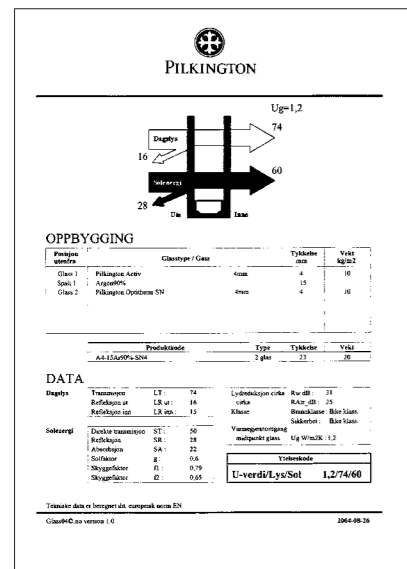 PILKINGTON
Ug=1,2
74
Dagslys
16
60
Solenergi
28
Ute Inne
OPPBYGGING
Posisjon utenfra Glasstype / Gass Tykkelse mm Vekt kg/m2
Glass 1 Pilkington Activ 4mm 4 10
Spalt 1 Argon90% 15
Glass 2 Pilkington Optitherm SN 4mm 4 10
Produktkode Type Tykkelse Vekt
A4-15Ar90%-SN4 2 glas 23 20
DATA
Dagslys Transmisjon LT : 74 Lydreduksjon cirka Rw dB : 31
Refleksjon ut LR ut : 16 cirka RAtr_dB : 25
Refleksjon inn LR inn : 15 Klasse Brannklasse : Ikke klass.
Sikkerhet : Ikke klass.
Solenergi Direkte transmisjon ST : 50 Varmegjennomgang
Refleksjon SR : 28 midtpunkt glass Ug W/m2K : 1,2
Absorbsjon SA : 22
Solfaktor g : 0,6 Ytelseskode
Skyggefaktor f1 : 0,79 U-verdi/Lys/Sol 1,2/74/60
Skyggefaktor f2 : 0,65
Tekniske data er beregnet iht. europeisk norm EN
Glass04©.no version 1.0 2004-08-26